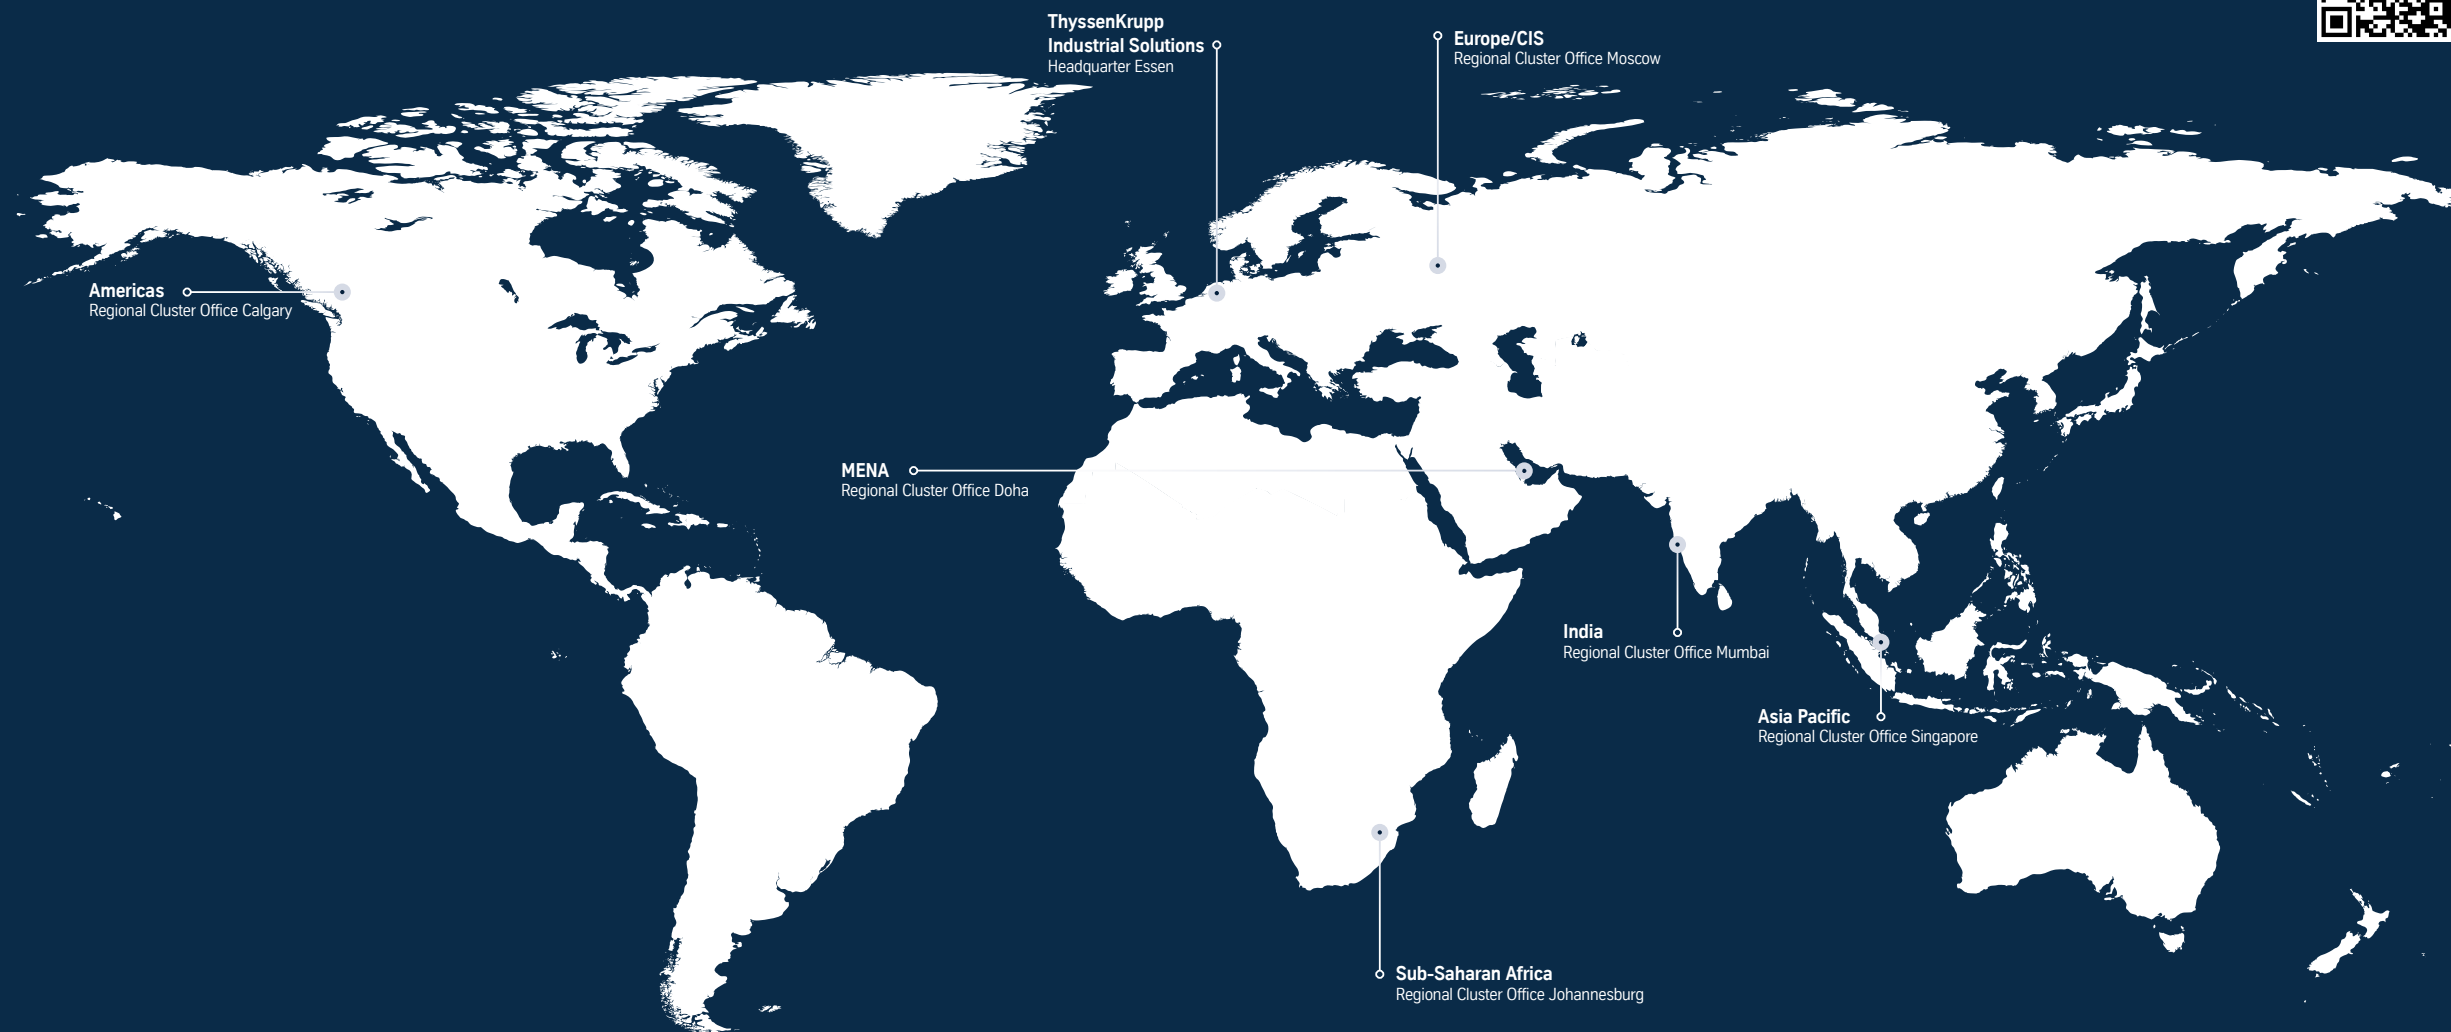 ThyssenKrupp
Industrial Solutions
Headquarter Essen
Europe/CIS
Regional Cluster Office Moscow
Americas
Regional Cluster Office Calgary
MENA
Regional Cluster Office Doha
India
Regional Cluster Office Mumbai
Asia Pacific
Regional Cluster Office Singapore
Sub-Saharan Africa
Regional Cluster Office Johannesburg